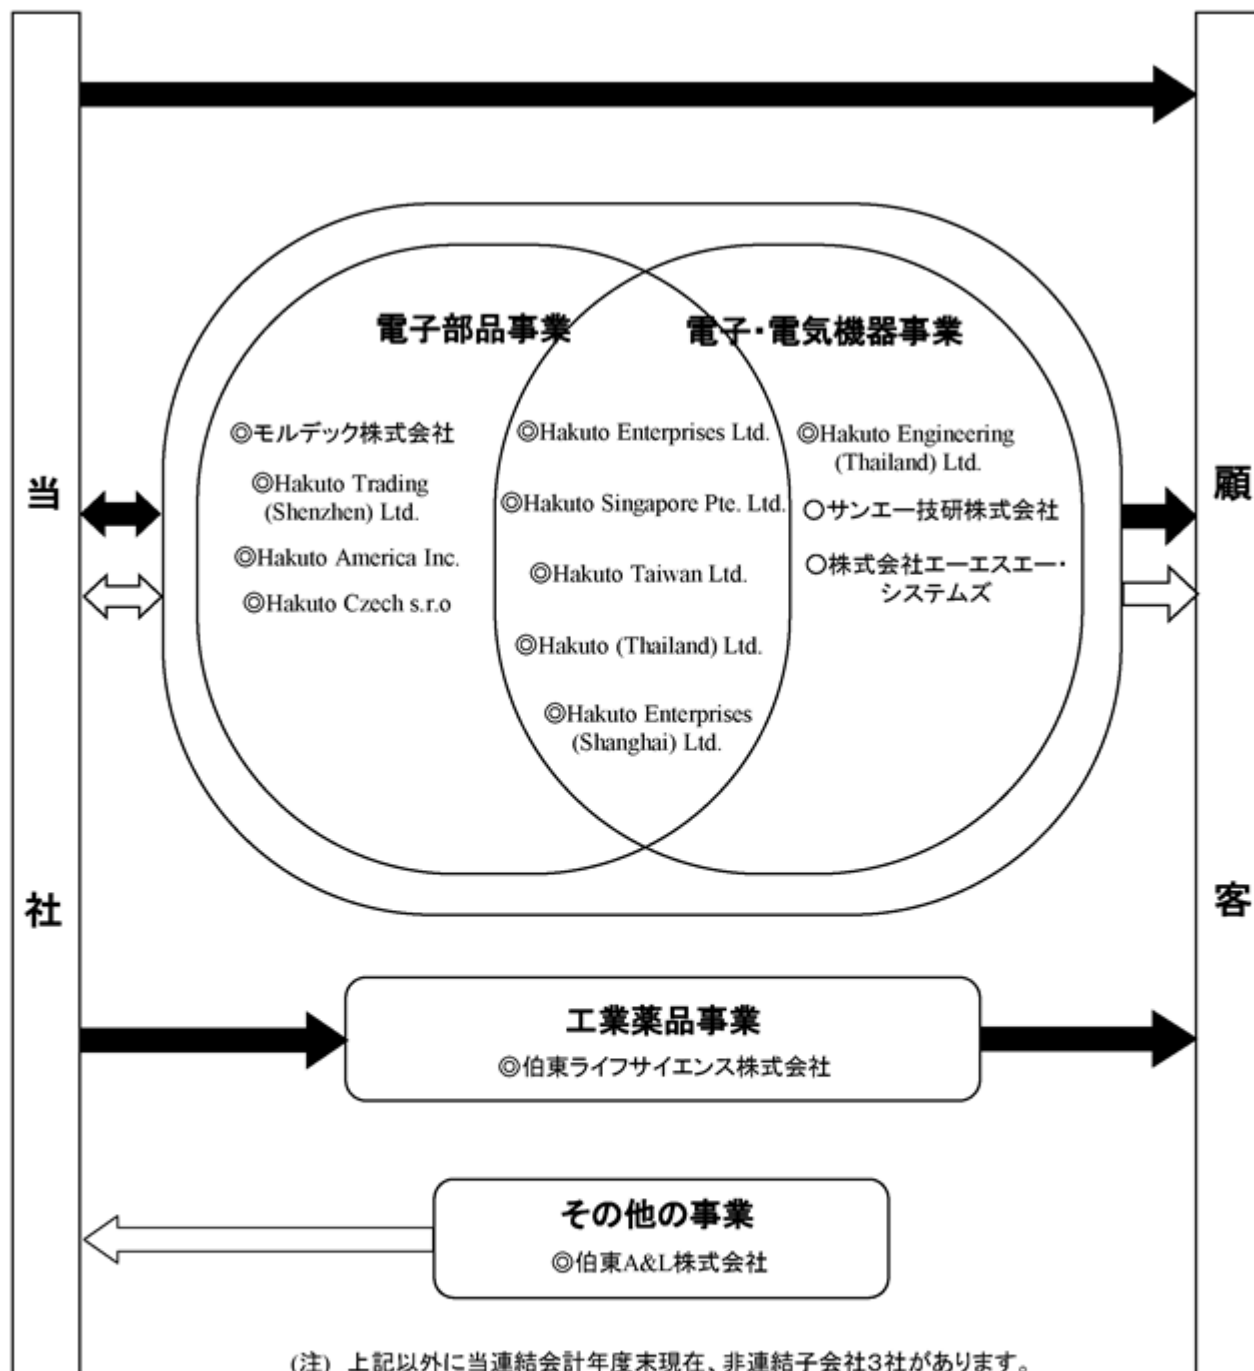 当社
顧客
電子部品事業
◎モルデック株式会社
◎Hakuto Trading
(Shenzhen) Ltd.
◎Hakuto America Inc.
◎Hakuto Czech s.r.o
◎Hakuto Enterprises Ltd.
◎Hakuto Singapore Pte. Ltd.
◎Hakuto Taiwan Ltd.
◎Hakuto (Thailand) Ltd.
◎Hakuto Enterprises
(Shanghai) Ltd.
電子・電気機器事業
◎Hakuto Engineering
(Thailand) Ltd.
○サンエー技研株式会社
○株式会社エーエスエー・
システムズ
工業薬品事業
◎伯東ライフサイエンス株式会社
その他の事業
◎伯東A&L株式会社
(注) 上記以外に当連結会計年度末現在、非連結子会社3社があります。